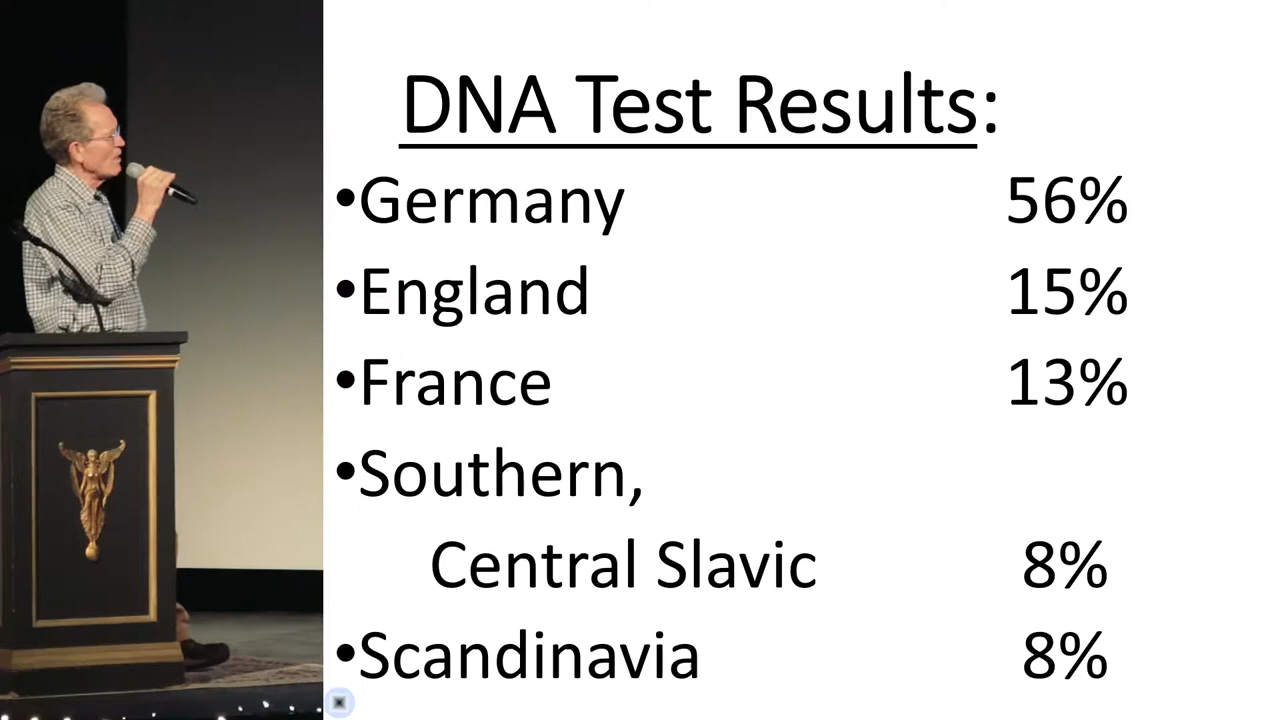 DNA Test Results:
•Germany 56%
•England 15%
•France 13%
•Southern,
Central Slavic 8%
•Scandinavia 8%